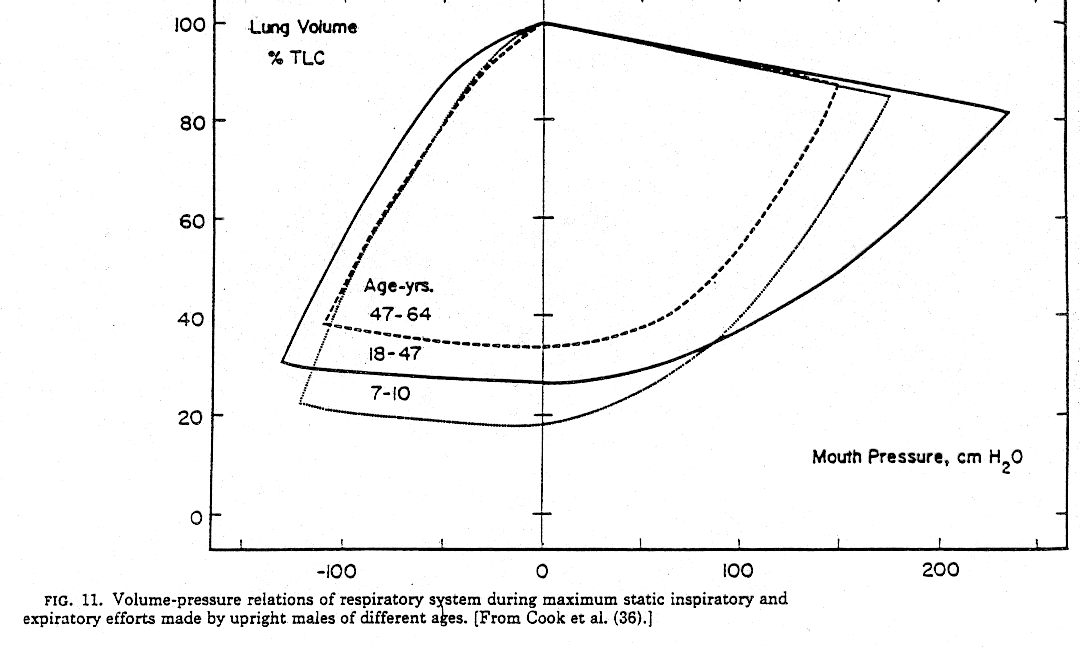 100
Lung Volume
% TLC
80
60
Age-yrs.
47-64
40
18-47
7-10
20
Mouth Pressure, cm H₂O
0
-100 0 100 200
FIG. 11. Volume-pressure relations of respiratory system during maximum static inspiratory and
expiratory efforts made by upright males of different ages. [From Cook et al. (36).]